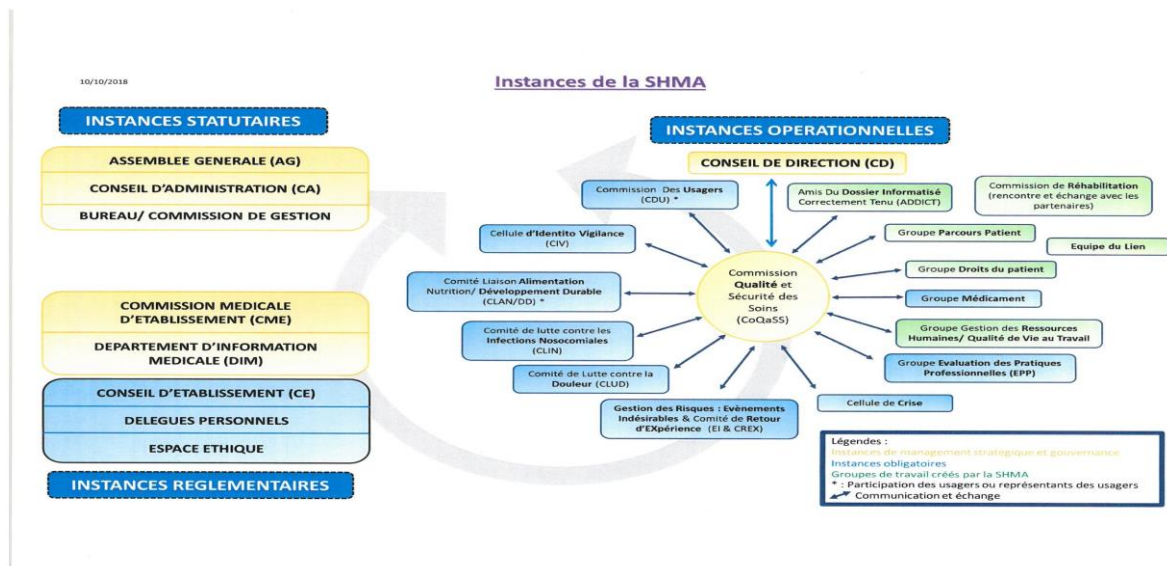 10/10/2018
Instances de la SHMA
INSTANCES STATUTAIRES
ASSEMBLEE GENERALE (AG)
CONSEIL D'ADMINISTRATION (CA)
BUREAU/ COMMISSION DE GESTION
COMMISSION MEDICALE
D'ETABLISSEMENT (CME)
DEPARTEMENT D'INFORMATION
MEDICALE (DIM)
CONSEIL D'ETABLISSEMENT (CE)
DELEGUES PERSONNELS
ESPACE ETHIQUE
INSTANCES REGLEMENTAIRES
INSTANCES OPERATIONNELLES
CONSEIL DE DIRECTION (CD)
Commission Des Usagers
(CDU) *
Cellule d'Identito Vigilance
(CIV)
Comité Liaison Alimentation
Nutrition/ Développement Durable
(CLAN/DD) *
Comité de lutte contre les
Infections Nosocomiales
(CLIN)
Comité de Lutte contre la
Douleur (CLUD)
Gestion des Risques : Evènements
Indésirables & Comité de Retour
d'EXpérience (EI & CREX)
Commission
Qualité et
Sécurité des
Soins
(CoQaSS)
Amis Du Dossier Informatisé
Correctement Tenu (ADDICT)
Commission de Réhabilitation
(rencontre et échange avec les
partenaires)
Groupe Parcours Patient
Equipe du Lien
Groupe Droits du patient
Groupe Médicament
Groupe Gestion des Ressources
Humaines/ Qualité de Vie au Travail
Groupe Evaluation des Pratiques
Professionnelles (EPP)
Cellule de Crise
Légendes :
Instances de management stratégique et gouvernance
Instances obligatoires
Groupes de travail créés par la SHMA
* : Participation des usagers ou représentants des usagers
Communication et échange